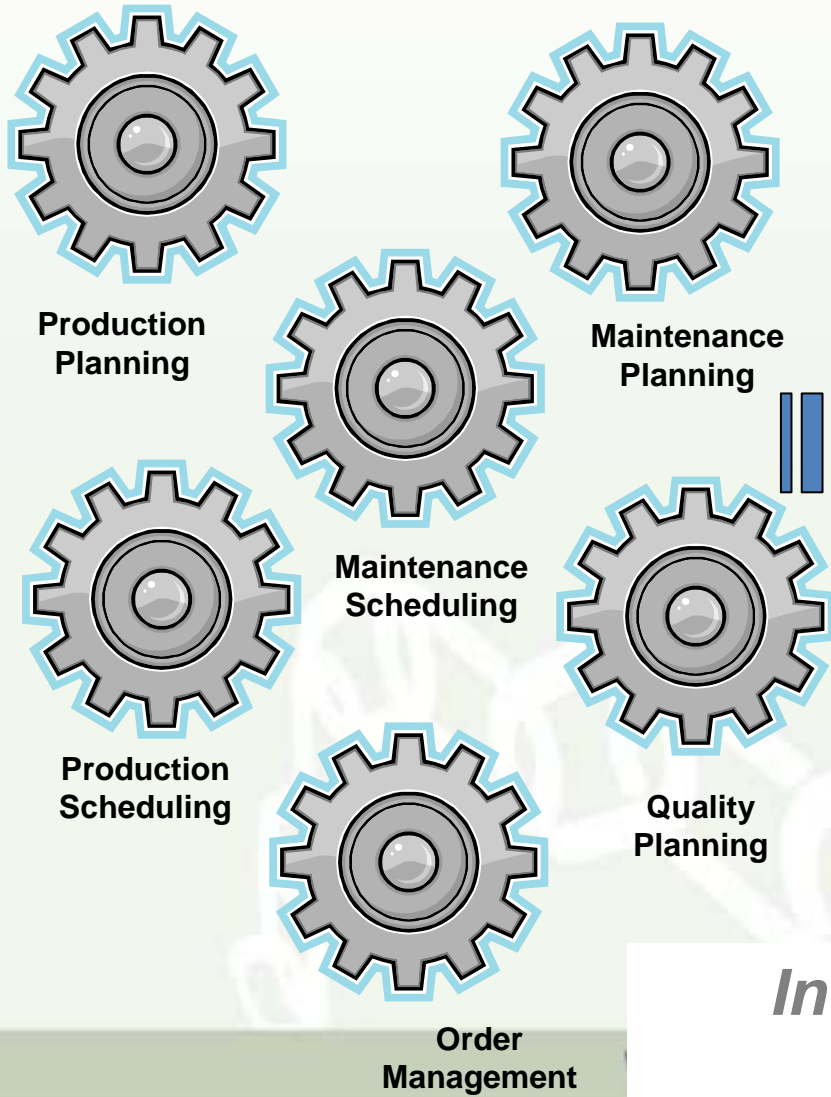 Production
Planning
Maintenance
Planning
Maintenance
Scheduling
Production
Scheduling
Quality
Planning
Order
Management
In